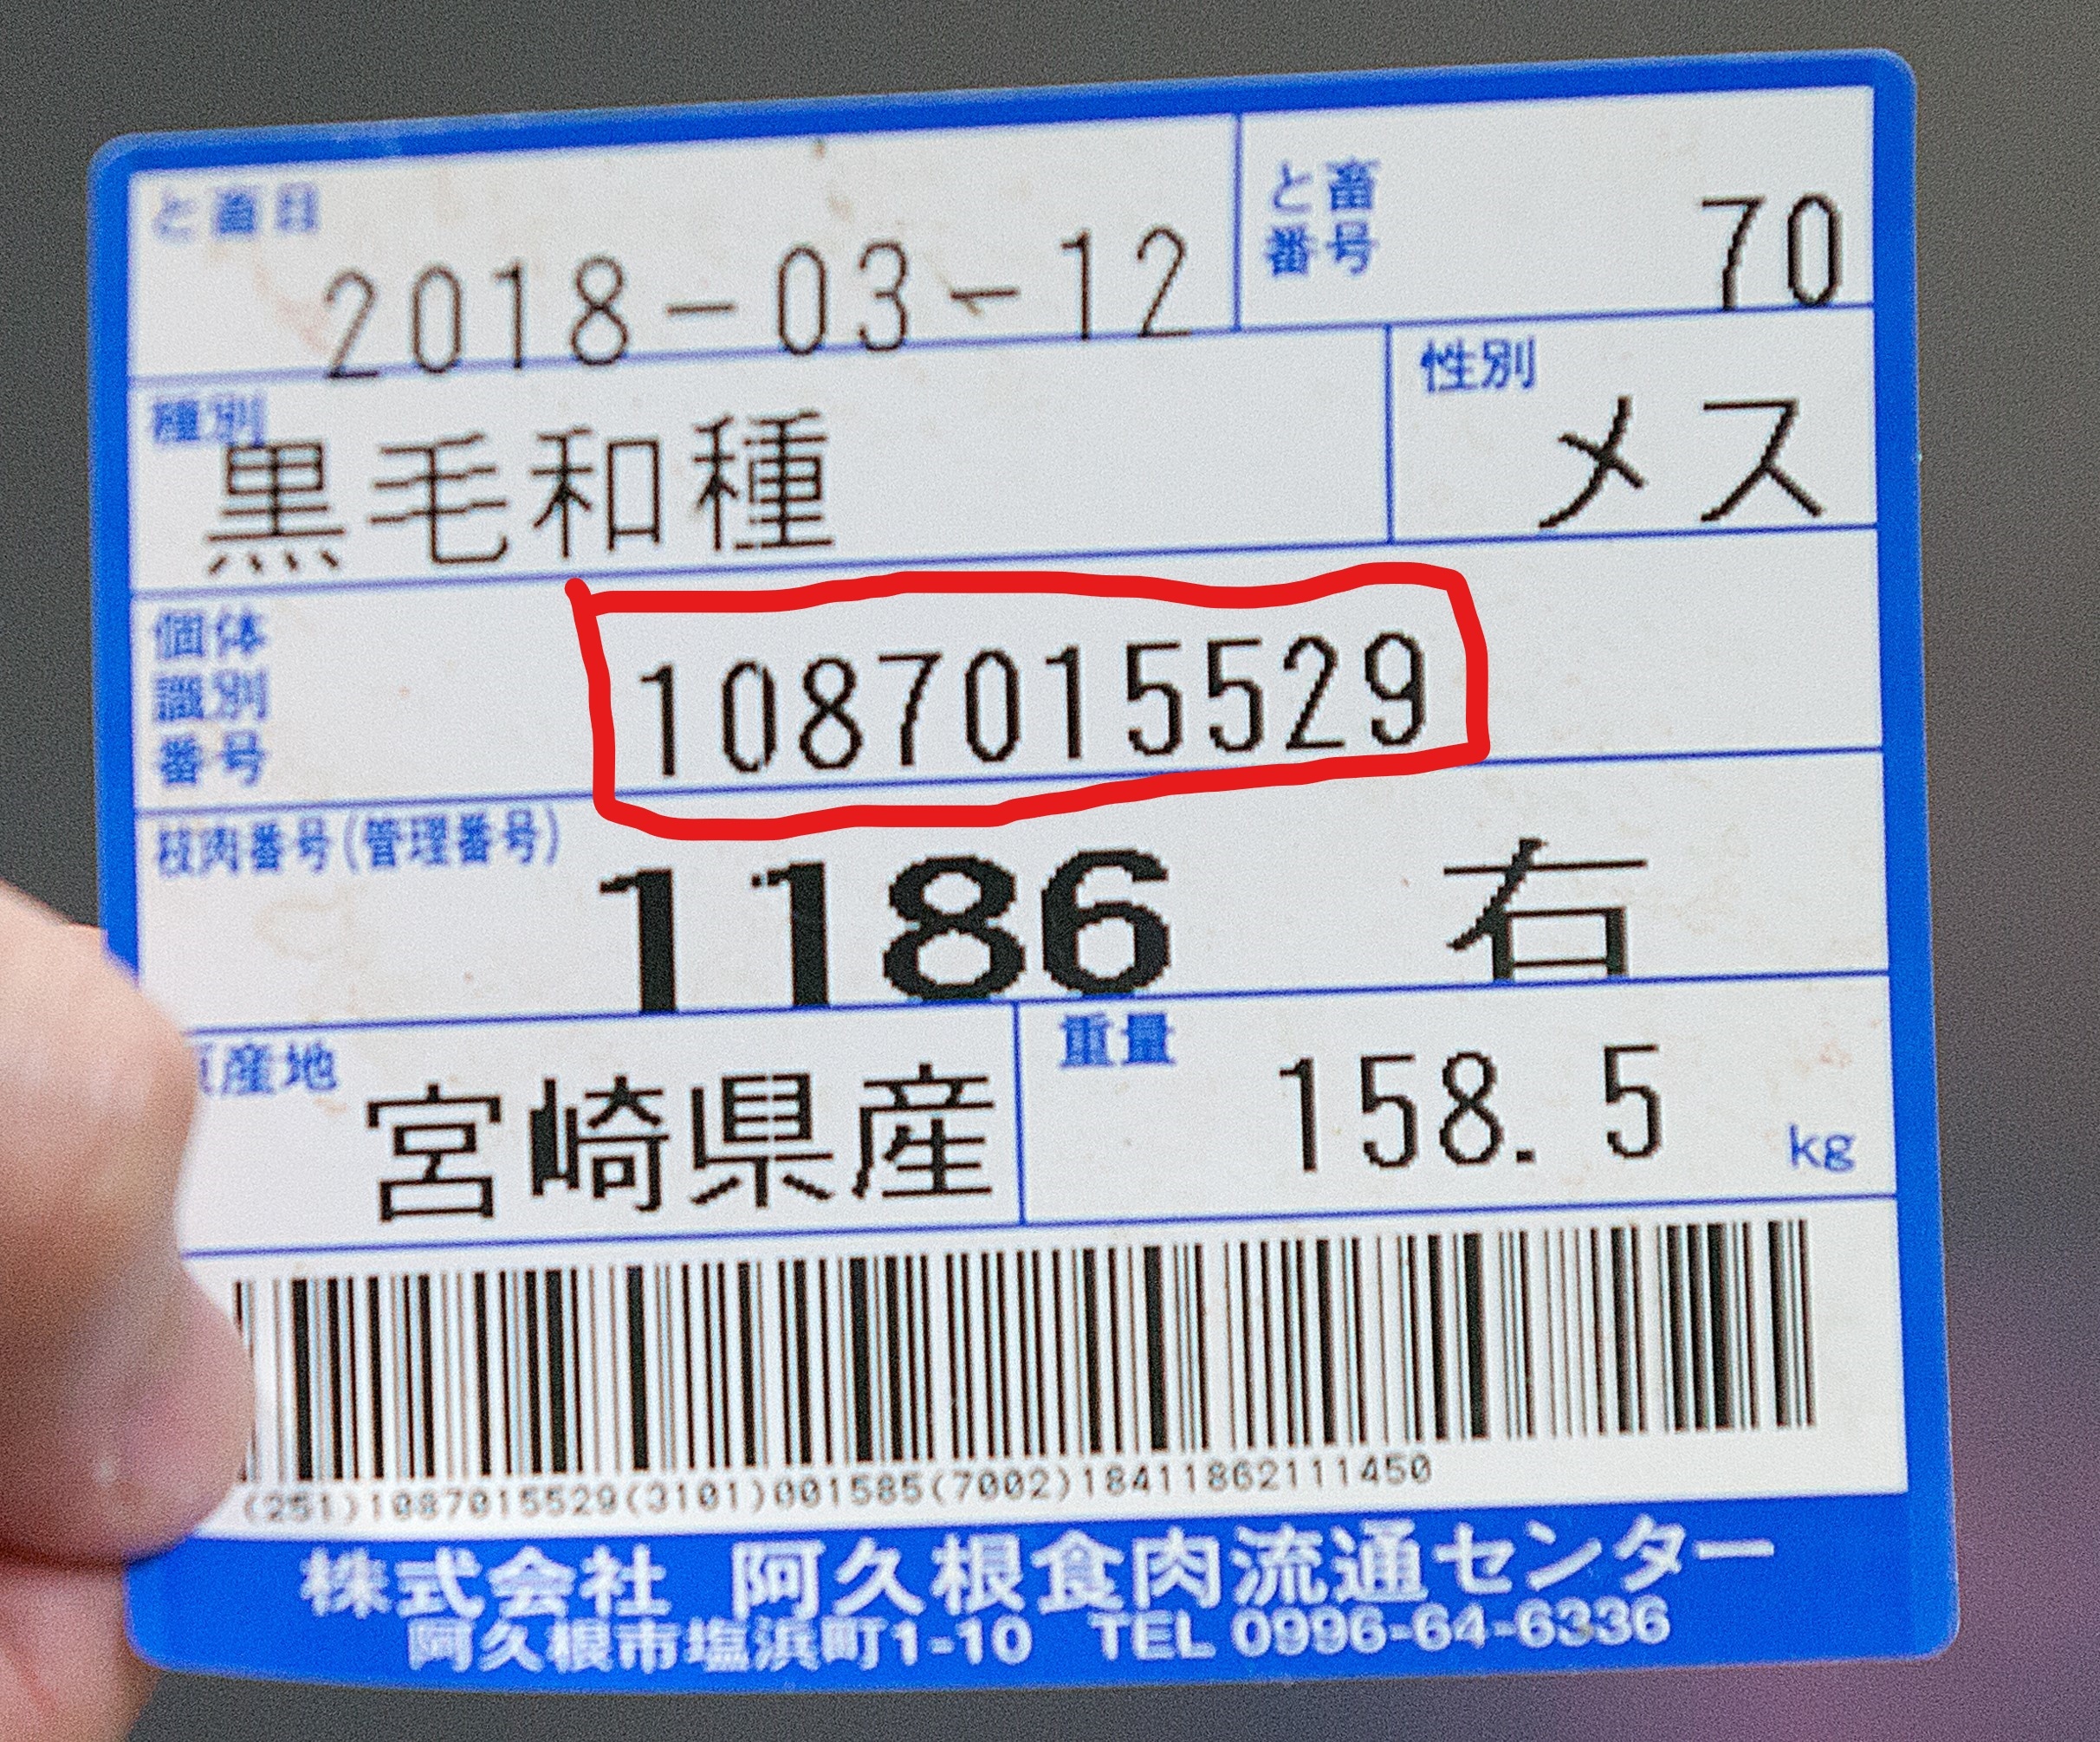 と畜日 2018-03-12
と畜番号 70
種別 黒毛和種
性別 メス
個体識別番号 1087015529
枝肉番号(管理番号) 1186 右
産地 宮崎県産
重量 158.5 kg
(251)1087015529(3101)001585(7002)18411862111450
株式会社 阿久根食肉流通センター
阿久根市塩浜町1-10 TEL 0996-64-6336